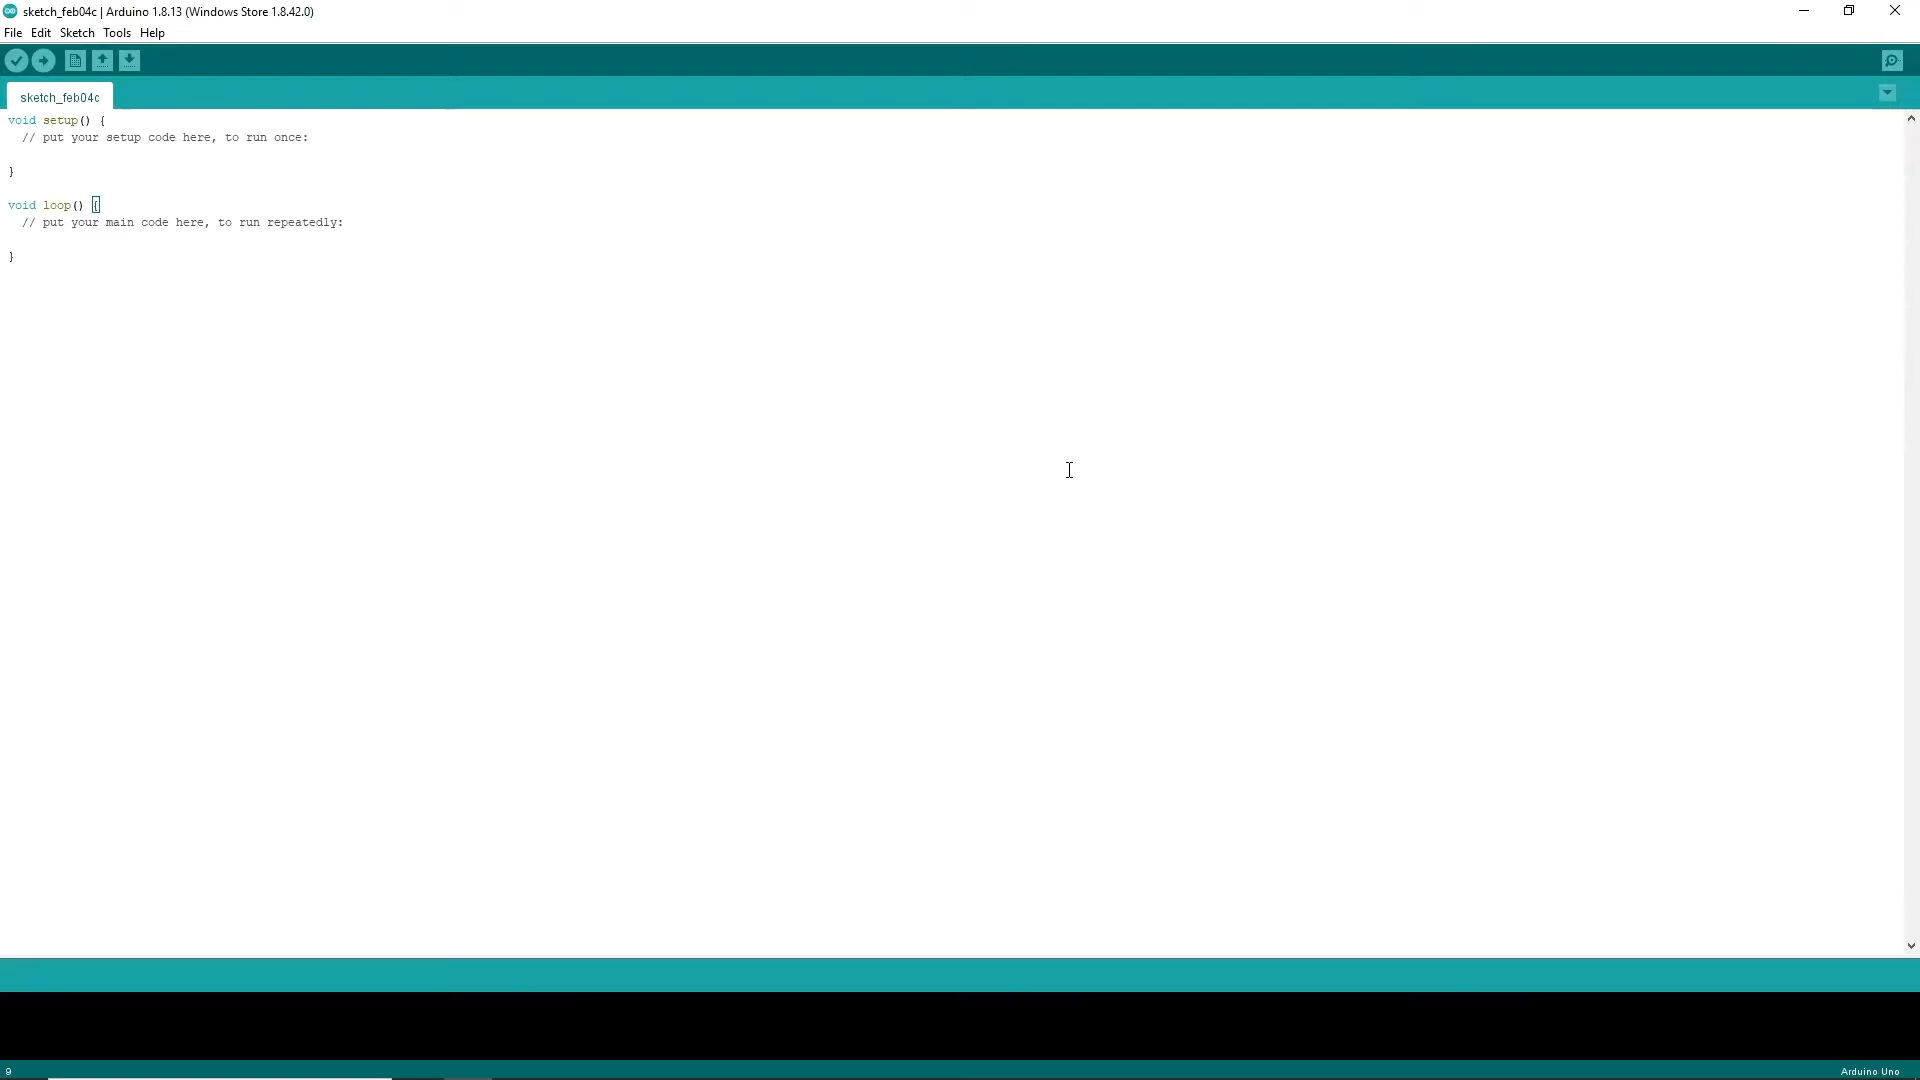 sketch_feb04c | Arduino 1.8.13 (Windows Store 1.8.42.0)
File Edit Sketch Tools Help
sketch_feb04c
void setup() {
  // put your setup code here, to run once:
}
void loop() {
  // put your main code here, to run repeatedly:
}
9
Arduino Uno